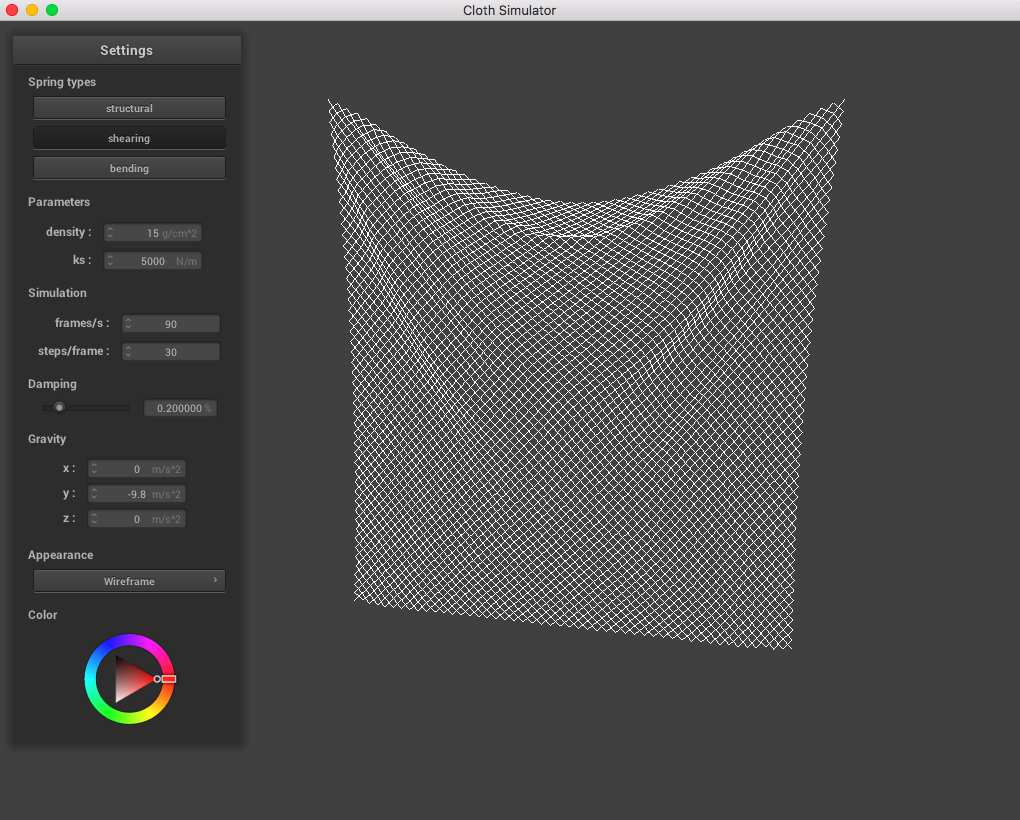 Cloth Simulator
Settings
Spring types
structural
shearing
bending
Parameters
density : 15 g/cm^2
ks : 5000 N/m
Simulation
frames/s : 90
steps/frame : 30
Damping
0.200000 %
Gravity
x : 0 m/s^2
y : -9.8 m/s^2
z : 0 m/s^2
Appearance
Wireframe ›
Color